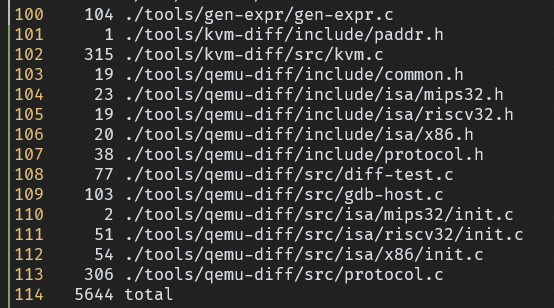 100 104 ./tools/gen-expr/gen-expr.c
101 1 ./tools/kvm-diff/include/paddr.h
102 315 ./tools/kvm-diff/src/kvm.c
103 19 ./tools/qemu-diff/include/common.h
104 23 ./tools/qemu-diff/include/isa/mips32.h
105 19 ./tools/qemu-diff/include/isa/riscv32.h
106 20 ./tools/qemu-diff/include/isa/x86.h
107 38 ./tools/qemu-diff/include/protocol.h
108 77 ./tools/qemu-diff/src/diff-test.c
109 103 ./tools/qemu-diff/src/gdb-host.c
110 2 ./tools/qemu-diff/src/isa/mips32/init.c
111 51 ./tools/qemu-diff/src/isa/riscv32/init.c
112 54 ./tools/qemu-diff/src/isa/x86/init.c
113 306 ./tools/qemu-diff/src/protocol.c
114 5644 total